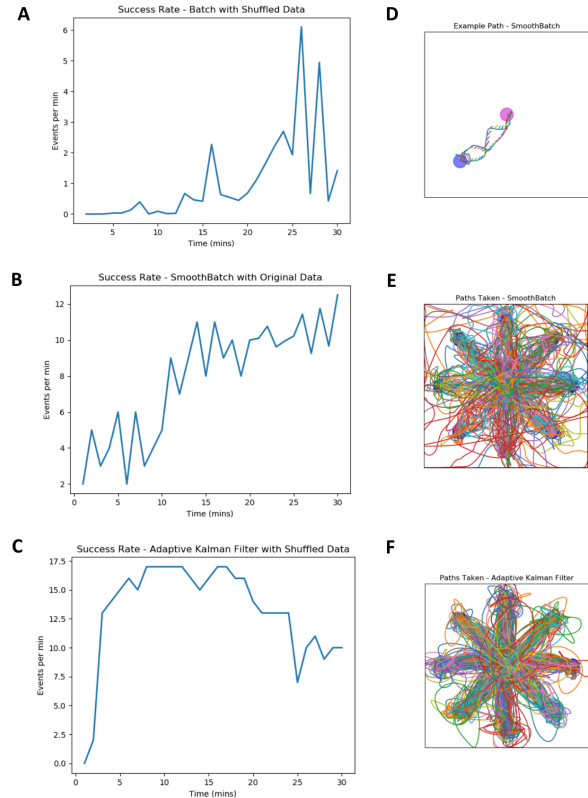 A
Success Rate - Batch with Shuffled Data
Events per min
6
5
4
3
2
1
0
5 10 15 20 25 30
Time (mins)
D
Example Path - SmoothBatch
B
Success Rate - SmoothBatch with Original Data
Events per min
12
10
8
6
4
2
0 5 10 15 20 25 30
Time (mins)
E
Paths Taken - SmoothBatch
C
Success Rate - Adaptive Kalman Filter with Shuffled Data
Events per min
17.5
15.0
12.5
10.0
7.5
5.0
2.5
0.0
0 5 10 15 20 25 30
Time (mins)
F
Paths Taken - Adaptive Kalman Filter